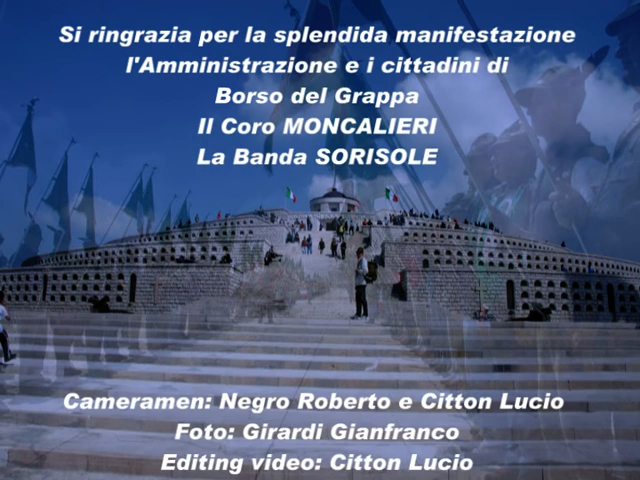 Si ringrazia per la splendida manifestazione
l'Amministrazione e i cittadini di
Borso del Grappa
Il Coro MONCALIERI
La Banda SORISOLE
Cameramen: Negro Roberto e Citton Lucio
Foto: Girardi Gianfranco
Editing video: Citton Lucio